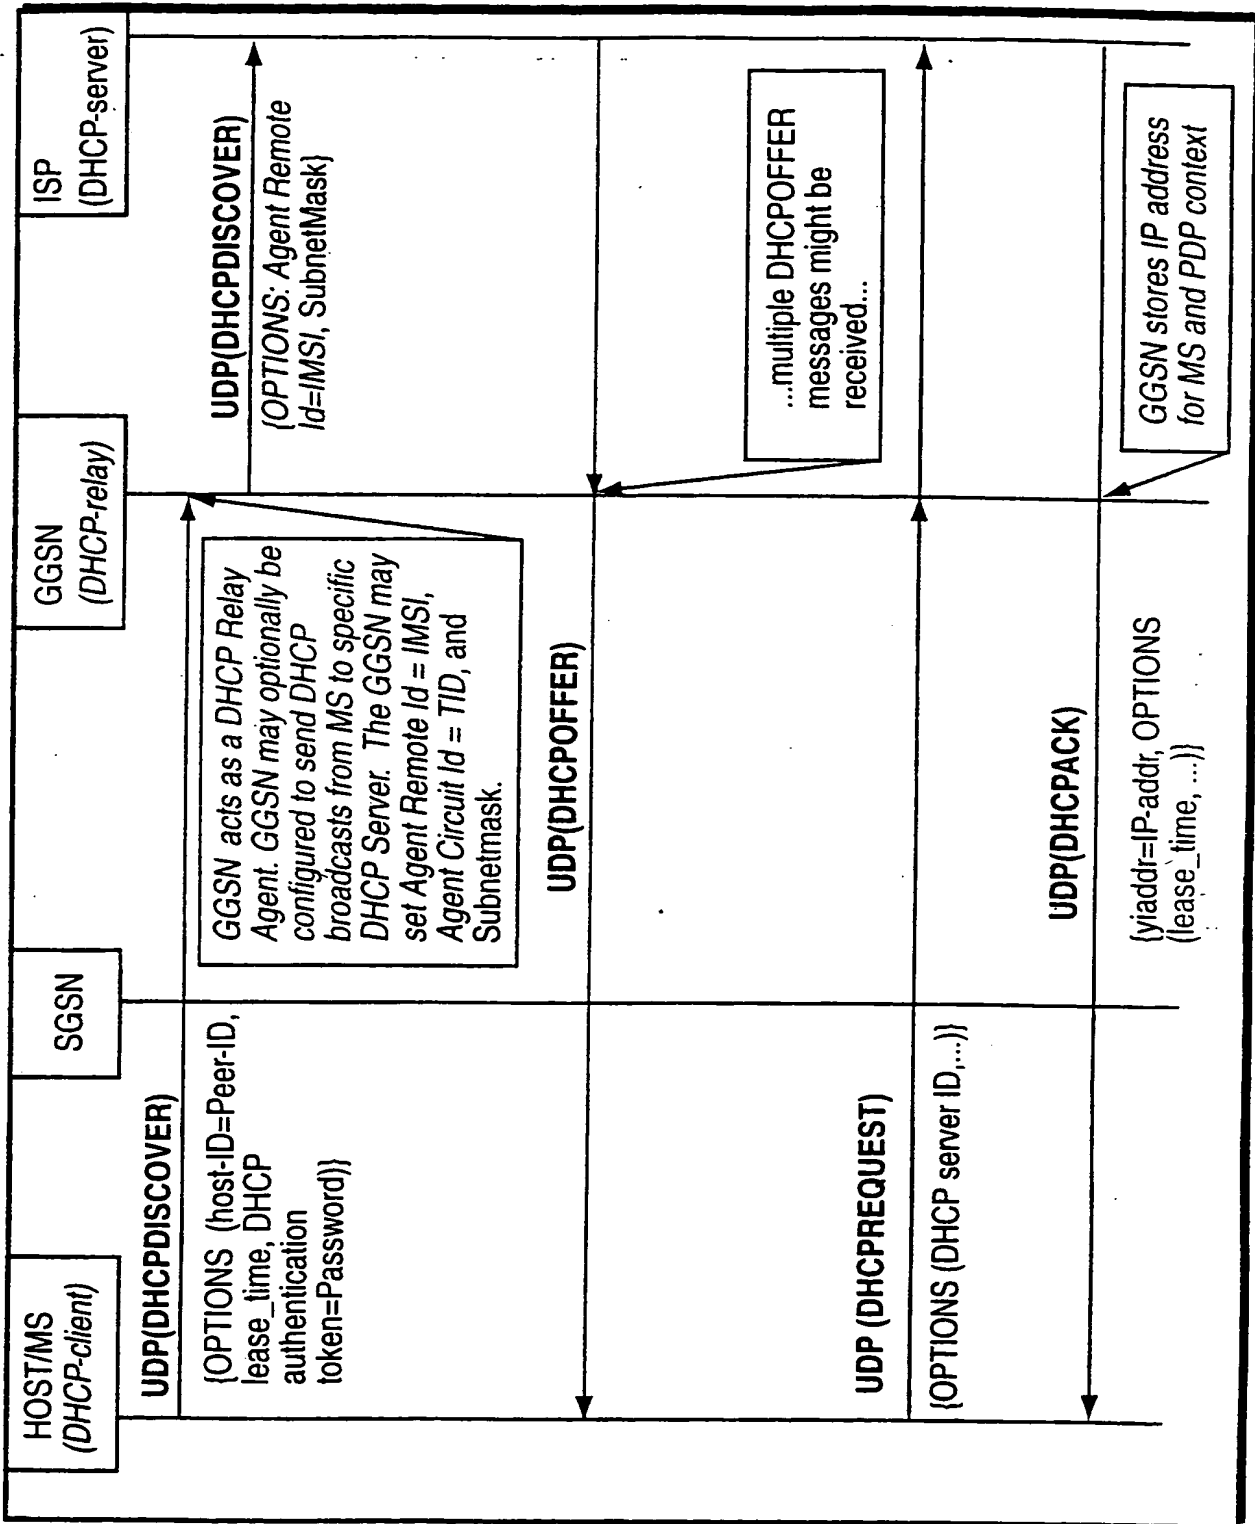 HOST/MS
(DHCP-client)
SGSN
GGSN
(DHCP-relay)
ISP
(DHCP-server)
UDP(DHCPDISCOVER)
{OPTIONS (host-ID=Peer-ID,
lease_time, DHCP
authentication
token=Password)}
GGSN acts as a DHCP Relay
Agent. GGSN may optionally be
configured to send DHCP
broadcasts from MS to specific
DHCP Server. The GGSN may
set Agent Remote Id = IMSI,
Agent Circuit Id = TID, and
Subnetmask.
UDP(DHCPDISCOVER)
{OPTIONS: Agent Remote
Id=IMSI, SubnetMask}
UDP(DHCPOFFER)
...multiple DHCPOFFER
messages might be
received...
UDP (DHCPREQUEST)
{OPTIONS (DHCP server ID,...)}
UDP(DHCPACK)
{yiaddr=IP-addr, OPTIONS
(lease_time, ...)}
GGSN stores IP address
for MS and PDP context